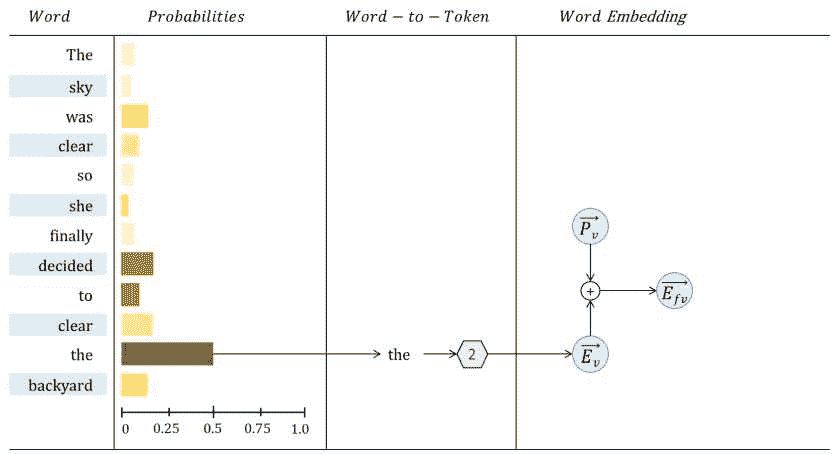 Word Probabilities Word − to − Token Word Embedding
The
sky
was
clear
so
she
finally
decided
to
clear
the the 2
backyard
P_v
+
E_fv
E_v
0 0.25 0.5 0.75 1.0